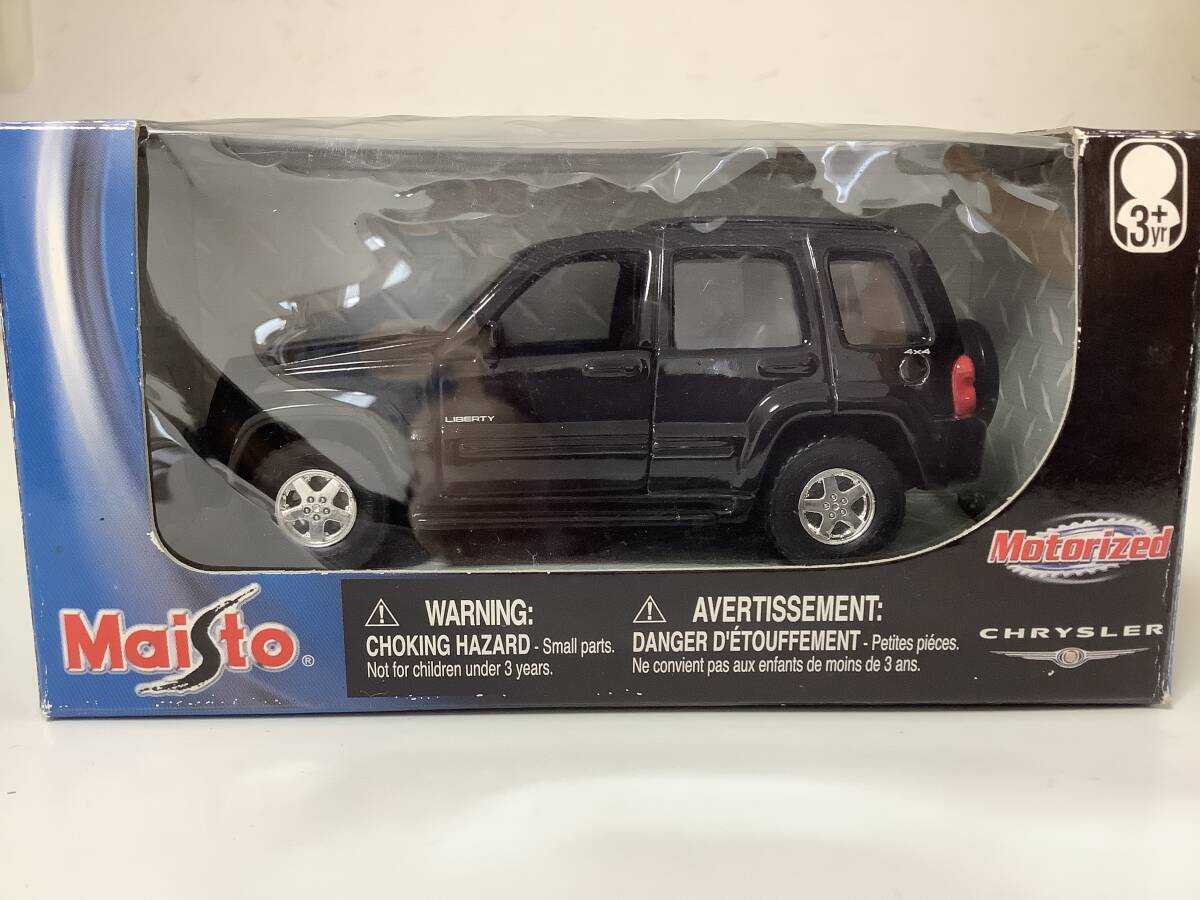 3+
yr
4x4
LIBERTY
Motorized
Maisto®
WARNING:
CHOKING HAZARD - Small parts.
Not for children under 3 years.
AVERTISSEMENT:
DANGER D'ÉTOUFFEMENT - Petites piéces.
Ne convient pas aux enfants de moins de 3 ans.
CHRYSLER